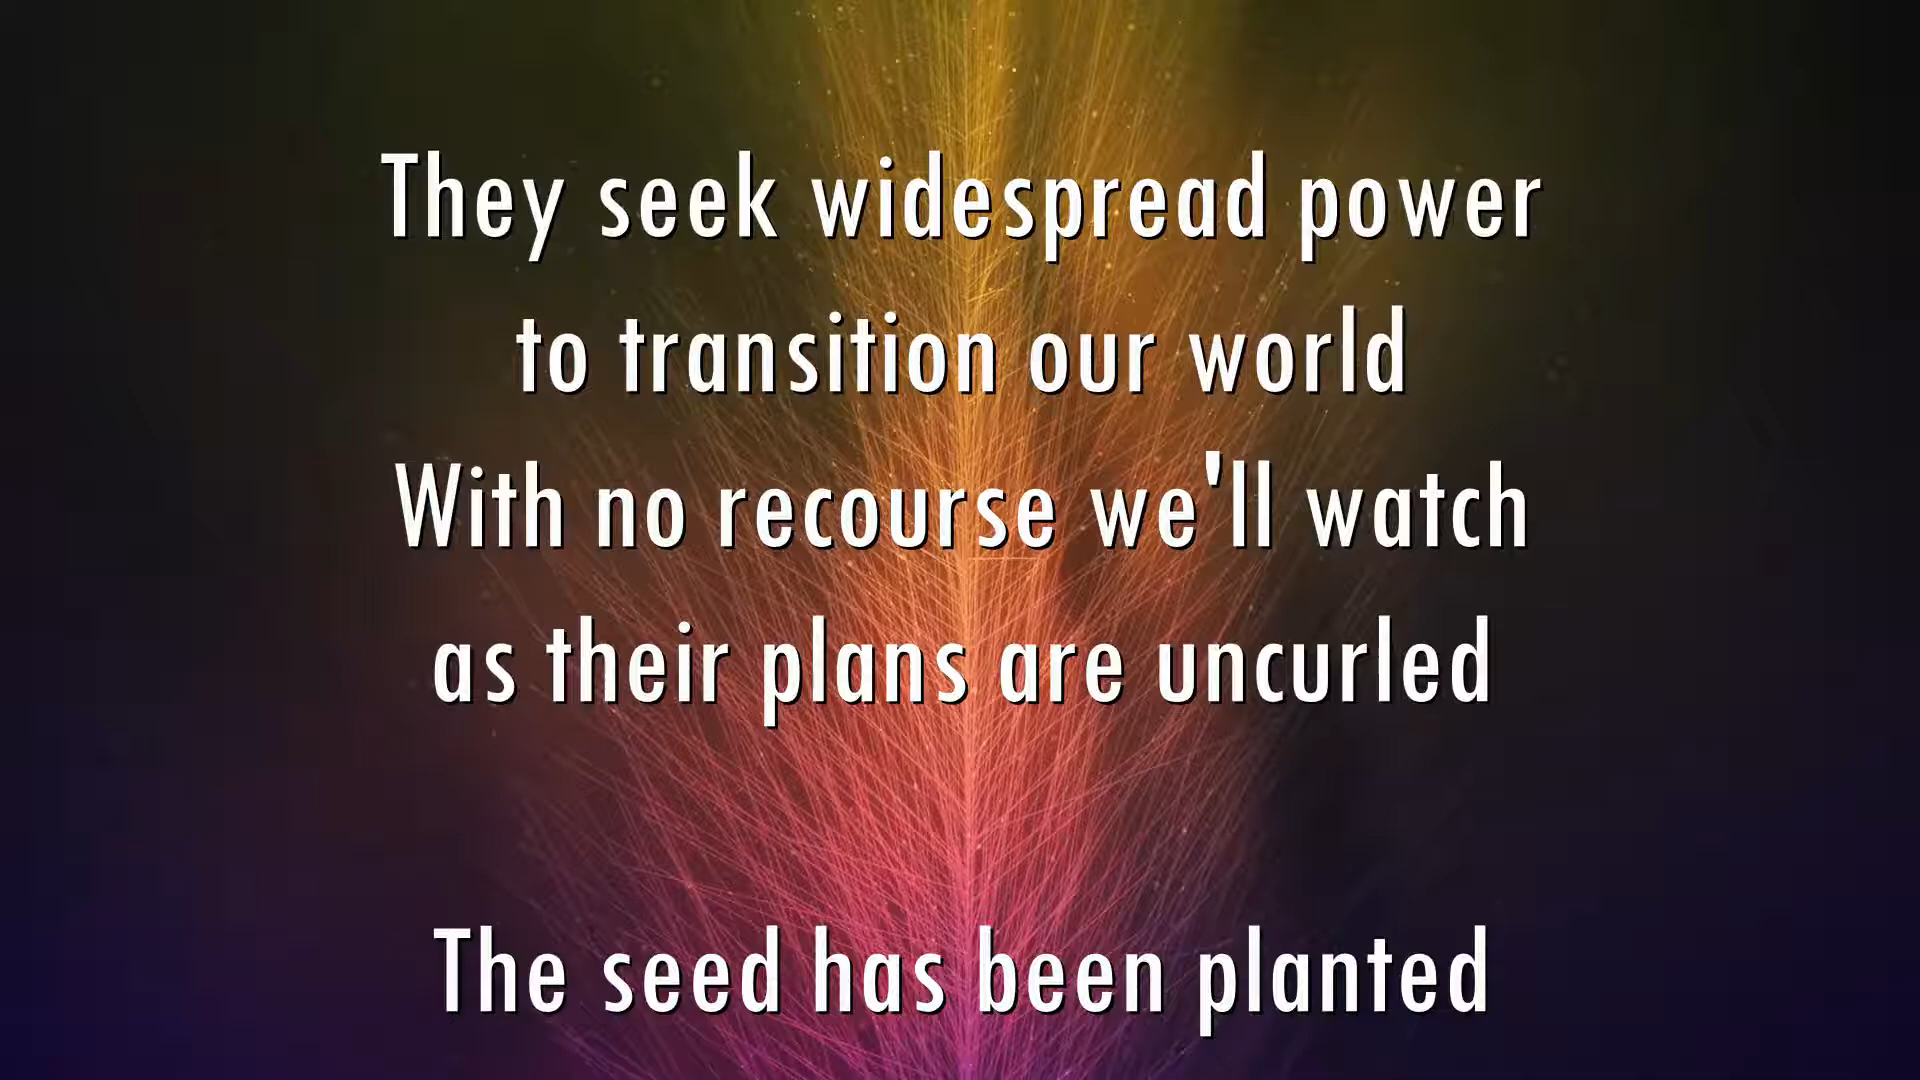 They seek widespread power
to transition our world
With no recourse we'll watch
as their plans are uncurled
The seed has been planted